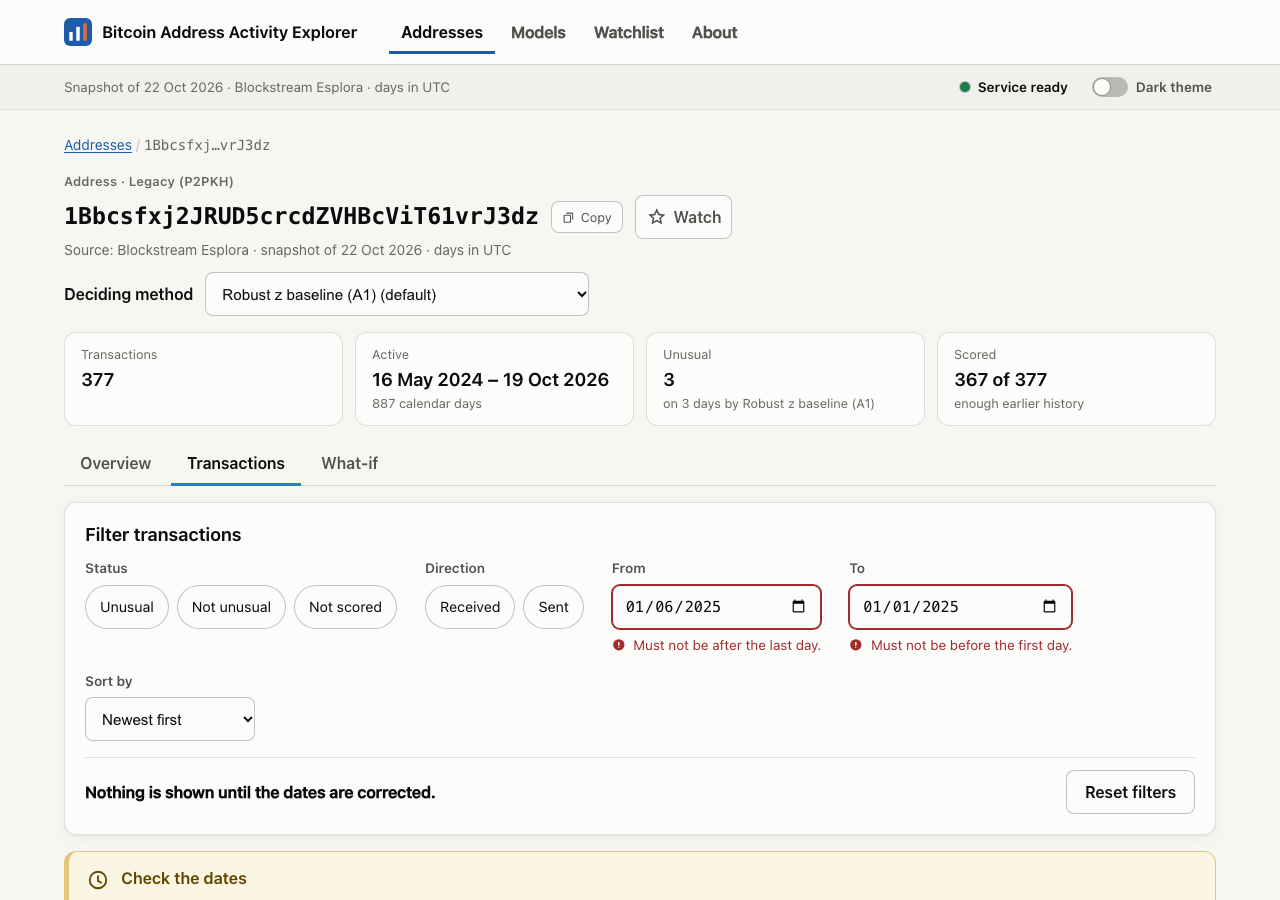 Bitcoin Address Activity Explorer
Addresses
Models
Watchlist
About
Snapshot of 22 Oct 2026 · Blockstream Esplora · days in UTC
Service ready
Dark theme
Addresses / 1Bbcsfxj…vrJ3dz
Address · Legacy (P2PKH)
1Bbcsfxj2JRUD5crcdZVHBcViT61vrJ3dz
Copy
Watch
Source: Blockstream Esplora · snapshot of 22 Oct 2026 · days in UTC
Deciding method
Robust z baseline (A1) (default)
Transactions
377
Active
16 May 2024 – 19 Oct 2026
887 calendar days
Unusual
3
on 3 days by Robust z baseline (A1)
Scored
367 of 377
enough earlier history
Overview
Transactions
What-if
Filter transactions
Status
Unusual
Not unusual
Not scored
Direction
Received
Sent
From
01/06/2025
Must not be after the last day.
To
01/01/2025
Must not be before the first day.
Sort by
Newest first
Nothing is shown until the dates are corrected.
Reset filters
Check the dates